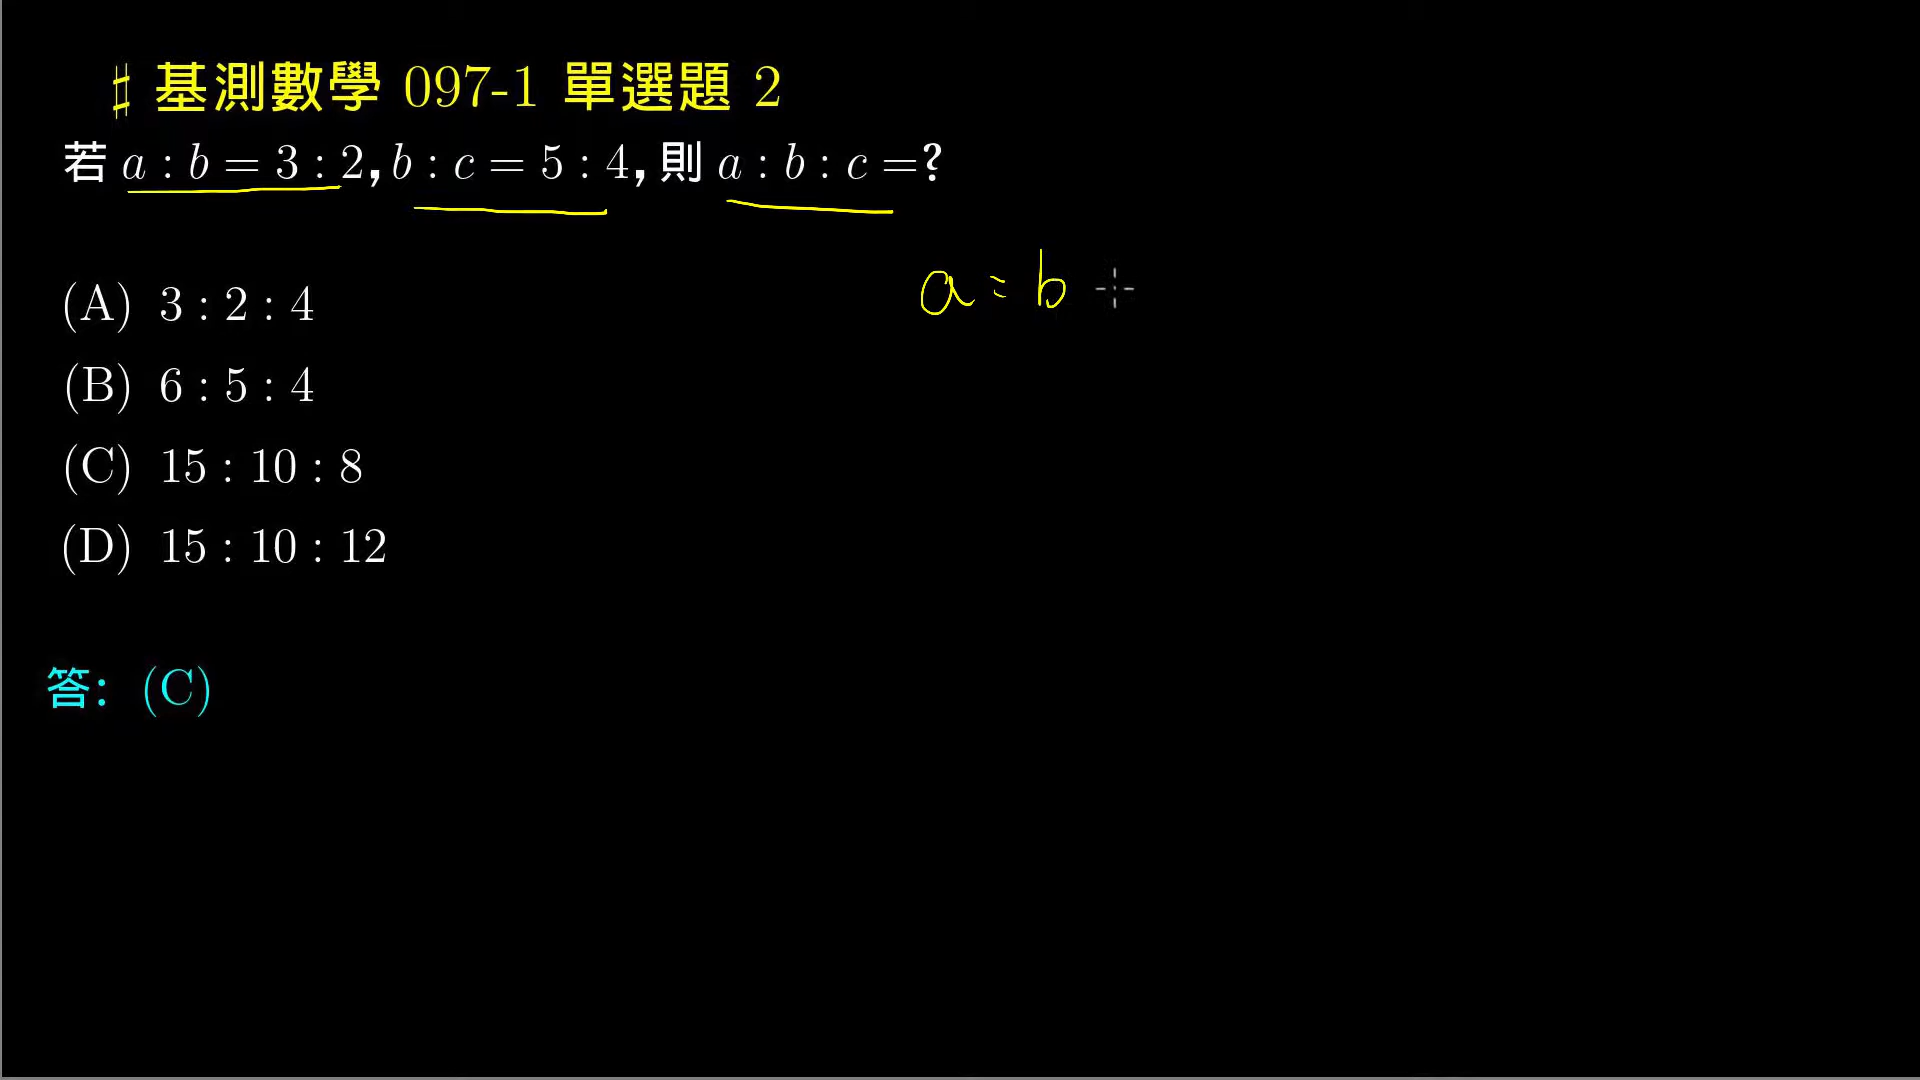 ♯ 基測數學 097-1 單選題 2
若 a : b = 3 : 2, b : c = 5 : 4, 則 a : b : c =?
a : b
(A) 3 : 2 : 4
(B) 6 : 5 : 4
(C) 15 : 10 : 8
(D) 15 : 10 : 12
答: (C)